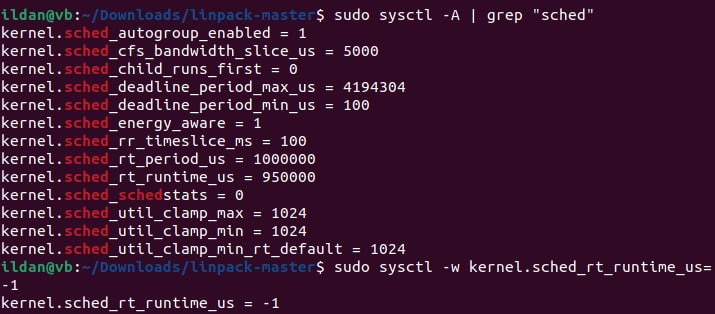 ildan@vb:~/Downloads/linpack-master$ sudo sysctl -A | grep "sched"
kernel.sched_autogroup_enabled = 1
kernel.sched_cfs_bandwidth_slice_us = 5000
kernel.sched_child_runs_first = 0
kernel.sched_deadline_period_max_us = 4194304
kernel.sched_deadline_period_min_us = 100
kernel.sched_energy_aware = 1
kernel.sched_rr_timeslice_ms = 100
kernel.sched_rt_period_us = 1000000
kernel.sched_rt_runtime_us = 950000
kernel.sched_schedstats = 0
kernel.sched_util_clamp_max = 1024
kernel.sched_util_clamp_min = 1024
kernel.sched_util_clamp_min_rt_default = 1024
ildan@vb:~/Downloads/linpack-master$ sudo sysctl -w kernel.sched_rt_runtime_us=
-1
kernel.sched_rt_runtime_us = -1